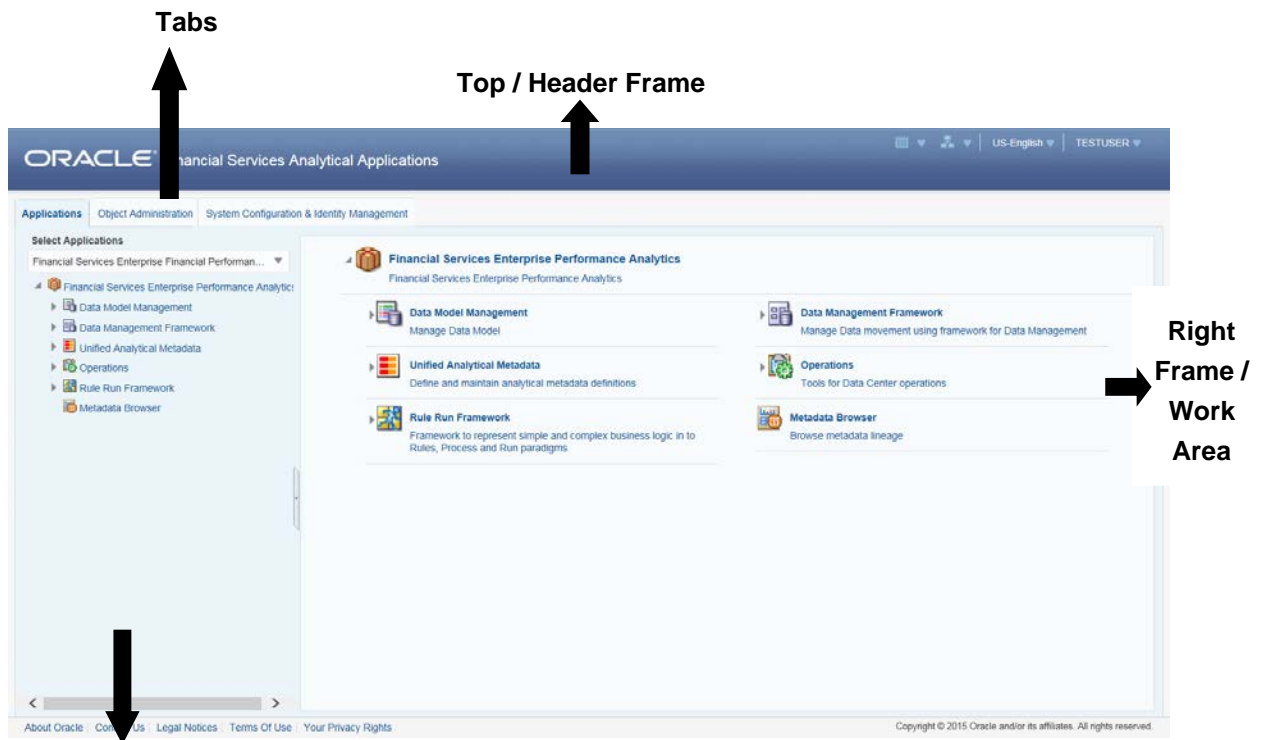 Tabs
Top / Header Frame
ORACLE® ancial Services Analytical Applications
US-English
TESTUSER
Applications Object Administration System Configuration & Identity Management
Select Applications
Financial Services Enterprise Financial Performan...
Financial Services Enterprise Performance Analytic
Data Model Management
Data Management Framework
Unified Analytical Metadata
Operations
Rule Run Framework
Metadata Browser
Financial Services Enterprise Performance Analytics
Financial Services Enterprise Performance Analytics
Data Model Management
Manage Data Model
Data Management Framework
Manage Data movement using framework for Data Management
Unified Analytical Metadata
Define and maintain analytical metadata definitions
Operations
Tools for Data Center operations
Rule Run Framework
Framework to represent simple and complex business logic in to
Rules, Process and Run paradigms
Metadata Browser
Browse metadata lineage
Right
Frame /
Work
Area
About Oracle Con Us Legal Notices Terms Of Use Your Privacy Rights
Copyright © 2015 Oracle and/or its affiliates. All rights reserved.